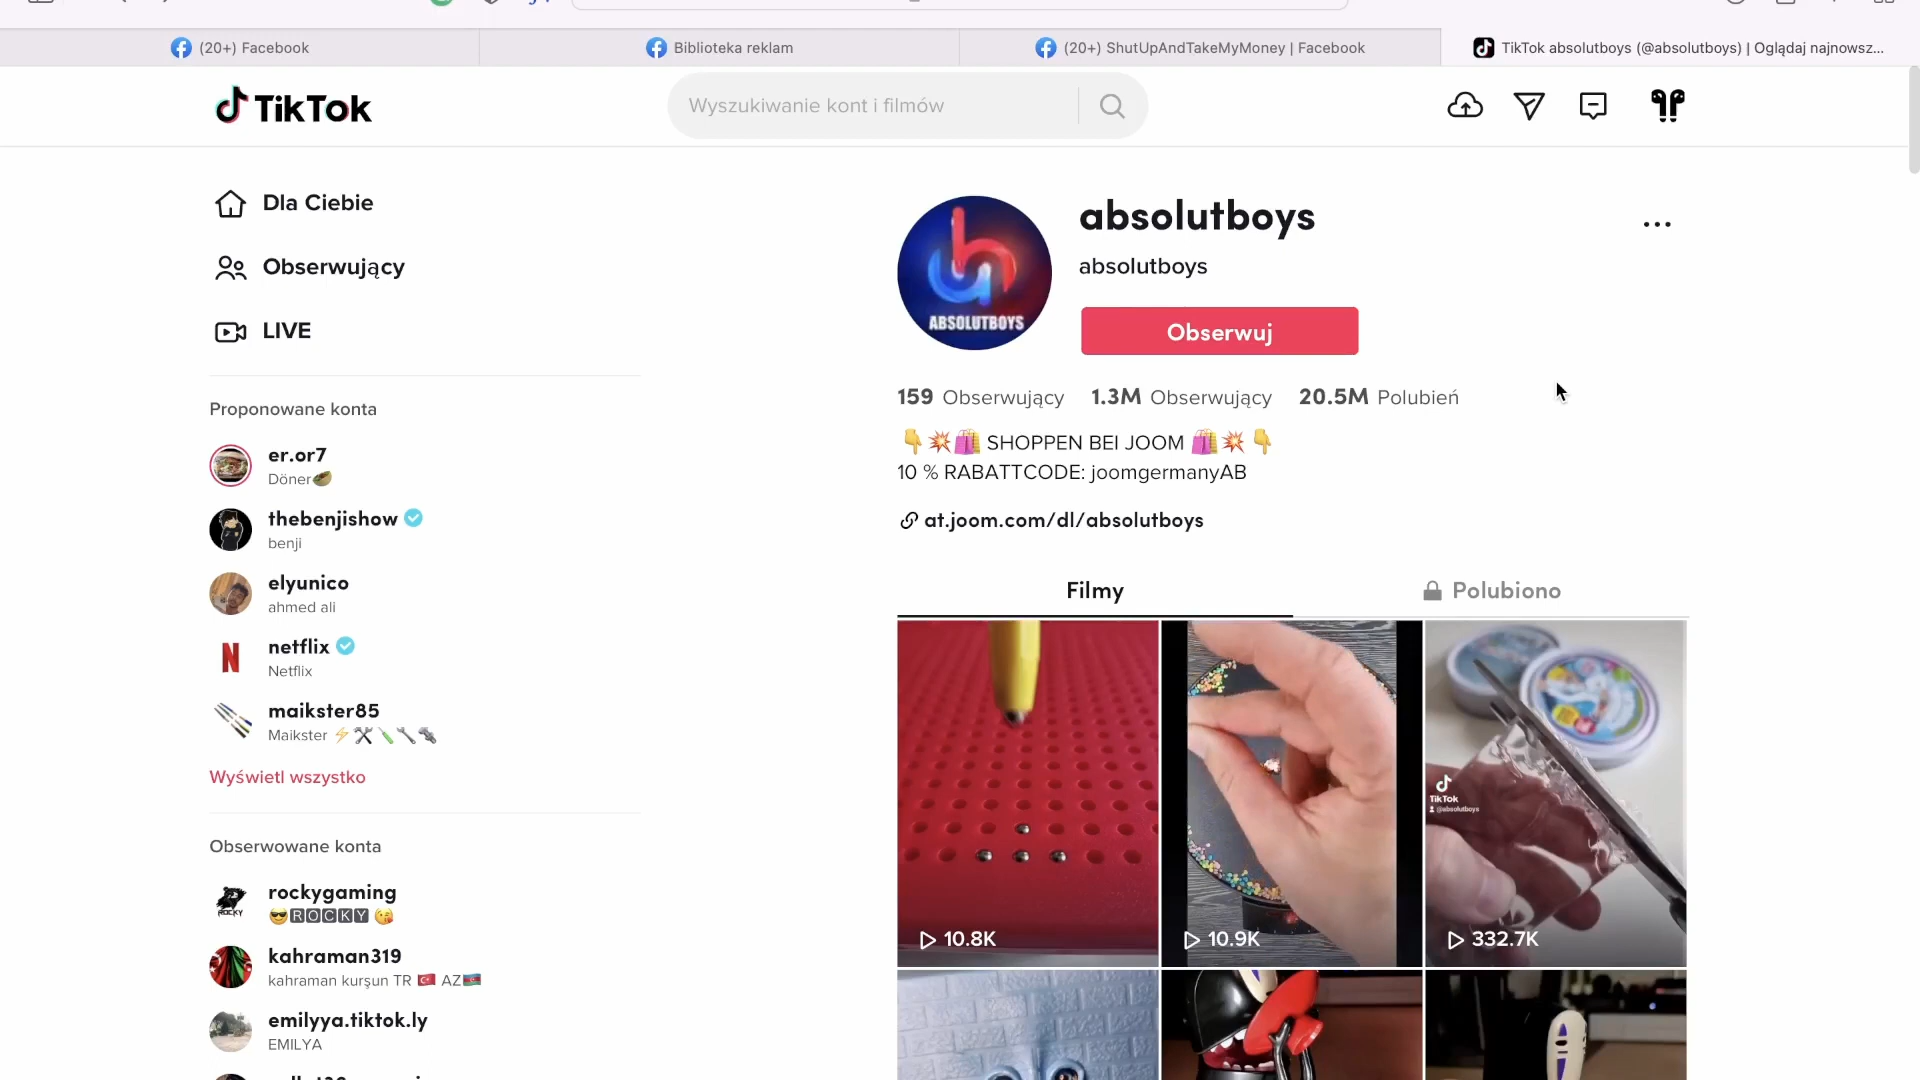 (20+) Facebook
Biblioteka reklam
(20+) ShutUpAndTakeMyMoney | Facebook
TikTok absolutboys (@absolutboys) | Oglądaj najnowsz...
TikTok
Wyszukiwanie kont i filmów
Dla Ciebie
Obserwujący
LIVE
Proponowane konta
er.or7
Döner🥙
thebenjishow
benji
elyunico
ahmed ali
netflix
Netflix
maikster85
Maikster ⚡🛠🪛🔧🔩
Wyświetl wszystko
Obserwowane konta
rockygaming
😎🆁🅾🅲🅺🆈 😘
kahraman319
kahraman kurşun TR 🇹🇷 AZ🇦🇿
emilyya.tiktok.ly
EMILYA
absolutboys
absolutboys
ABSOLUTBOYS
Obserwuj
159 Obserwujący 1.3M Obserwujący 20.5M Polubień
👇💥🛍 SHOPPEN BEI JOOM 🛍💥👇
10 % RABATTCODE: joomgermanyAB
at.joom.com/dl/absolutboys
Filmy
Polubiono
TikTok
@absolutboys
10.8K
10.9K
332.7K